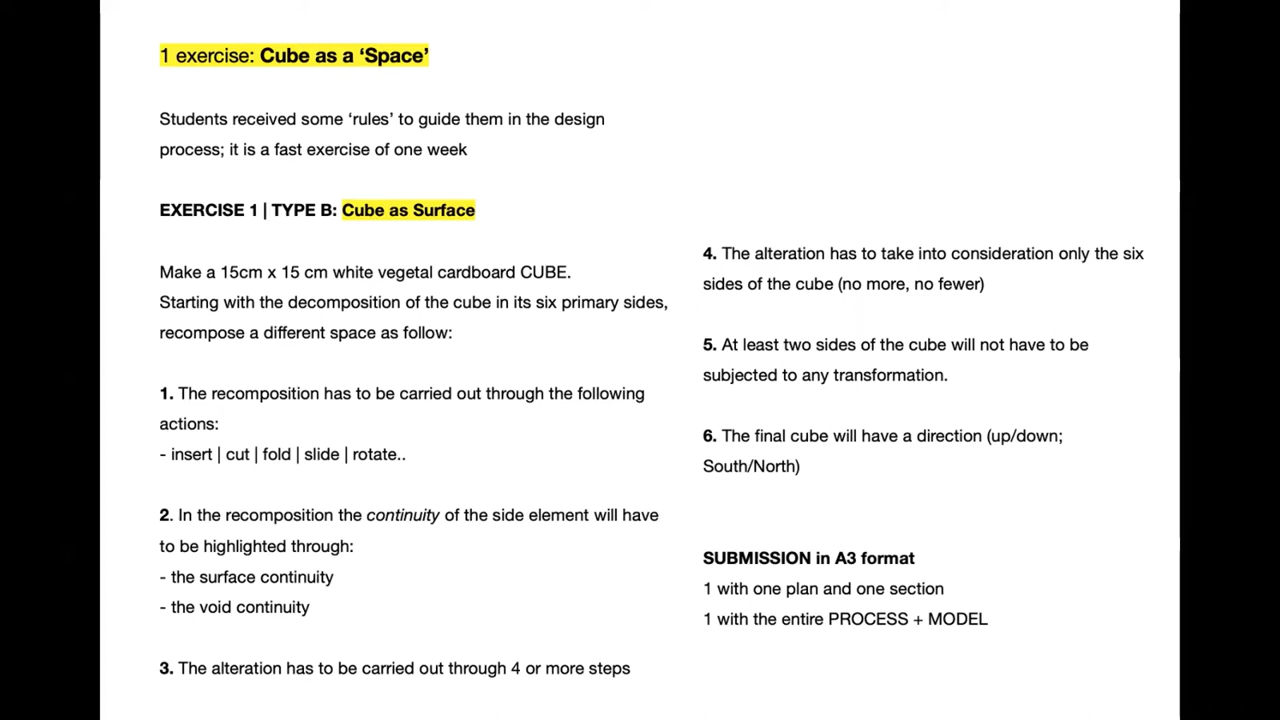 1 exercise: Cube as a ‘Space’
Students received some ‘rules’ to guide them in the design
process; it is a fast exercise of one week
EXERCISE 1 | TYPE B: Cube as Surface
Make a 15cm x 15 cm white vegetal cardboard CUBE.
Starting with the decomposition of the cube in its six primary sides,
recompose a different space as follow:
1. The recomposition has to be carried out through the following
actions:
- insert | cut | fold | slide | rotate..
2. In the recomposition the continuity of the side element will have
to be highlighted through:
- the surface continuity
- the void continuity
3. The alteration has to be carried out through 4 or more steps
4. The alteration has to take into consideration only the six
sides of the cube (no more, no fewer)
5. At least two sides of the cube will not have to be
subjected to any transformation.
6. The final cube will have a direction (up/down;
South/North)
SUBMISSION in A3 format
1 with one plan and one section
1 with the entire PROCESS + MODEL